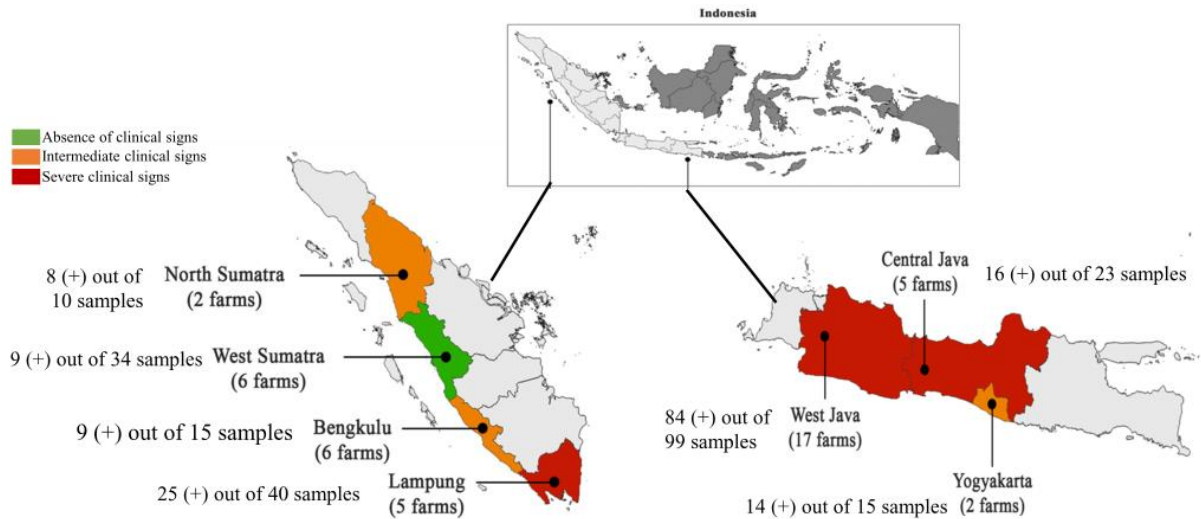 Indonesia
Absence of clinical signs
Intermediate clinical signs
Severe clinical signs
8 (+) out of
10 samples
North Sumatra
(2 farms)
9 (+) out of 34 samples
West Sumatra
(6 farms)
9 (+) out of 15 samples
Bengkulu
(6 farms)
25 (+) out of 40 samples
Lampung
(5 farms)
Central Java
(5 farms)
16 (+) out of 23 samples
84 (+) out of
99 samples
West Java
(17 farms)
14 (+) out of 15 samples
Yogyakarta
(2 farms)